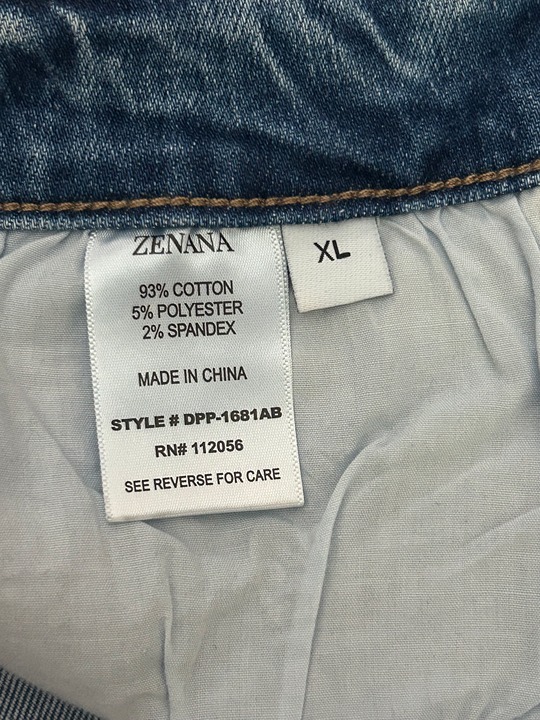 ZENANA
XL
93% COTTON
5% POLYESTER
2% SPANDEX
MADE IN CHINA
STYLE # DPP-1681AB
RN# 112056
SEE REVERSE FOR CARE